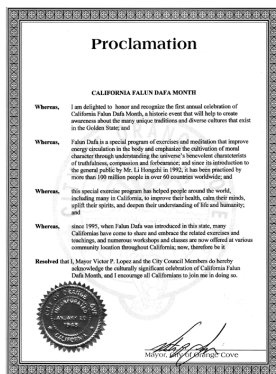 Proclamation
CALIFORNIA FALUN DAFA MONTH
Whereas, I am delighted to honor and recognize the first annual celebration of
California Falun Dafa Month, a historic event that will help to create
awareness about the many unique traditions and diverse cultures that exist
in the Golden State; and
Whereas, Falun Dafa is a special program of exercises and meditation that improve
energy circulation in the body and emphasize the cultivation of moral
character through understanding the universe's benevolent characteristics
of truthfulness, compassion and forbearance; and since its introduction to
the general public by Mr. Li Hongzhi in 1992, it has been practiced by
more than 100 million people in over 60 countries worldwide; and
Whereas, this special exercise program has helped people around the world,
including many in California, to improve their health, calm their minds,
uplift their spirits, and deepen their understanding of life and humanity;
and
Whereas, since 1995, when Falun Dafa was introduced in this state, many
Californians have come to share and embrace the related exercises and
teachings, and numerous workshops and classes are now offered at various
community location throughout California; now, therefore be it
Resolved that I, Mayor Victor P. Lopez and the City Council Members do hereby
acknowledge the culturally significant celebration of California Falun
Dafa Month, and I encourage all Californians to join me in doing so.
JANUARY 20
1948
CALIFORNIA
Mayor, City of Orange Cove